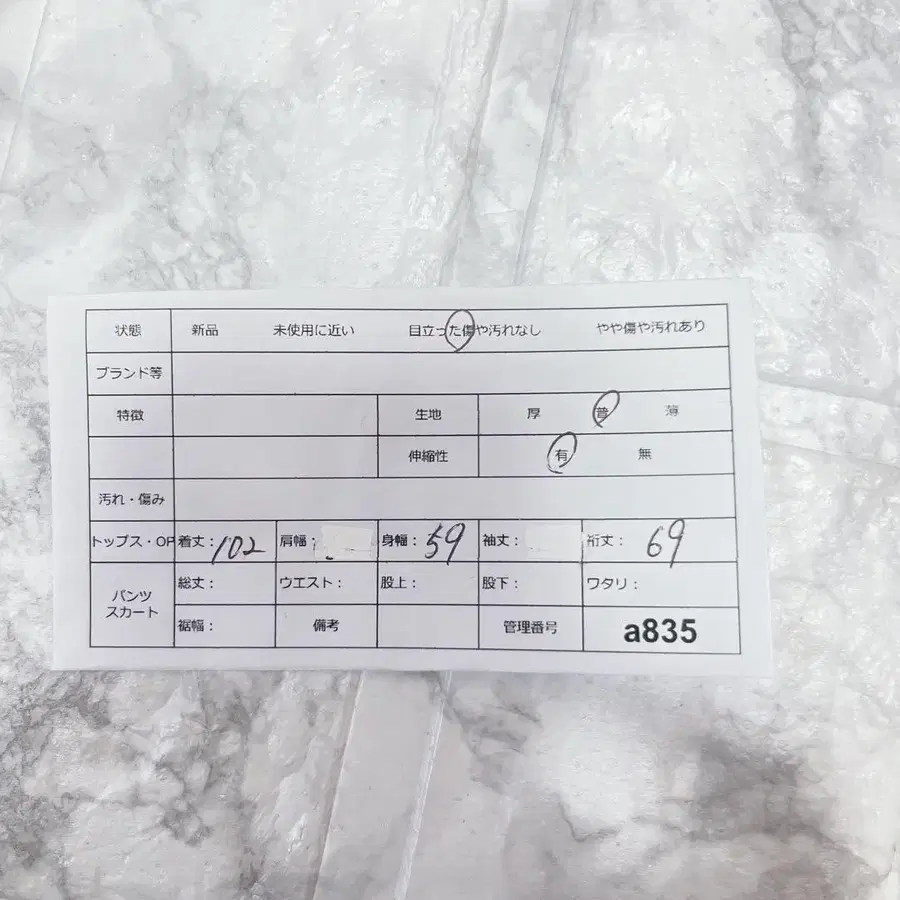 状態 新品 未使用に近い 目立った傷や汚れなし やや傷や汚れあり
ブランド等
特徴 生地 厚 普 薄
伸縮性 有 無
汚れ・傷み
トップス・OP 着丈：102 肩幅： 身幅：59 袖丈： 裄丈：69
パンツ
スカート
総丈： ウエスト： 股上： 股下： ワタリ：
裾幅： 備考 管理番号 a835